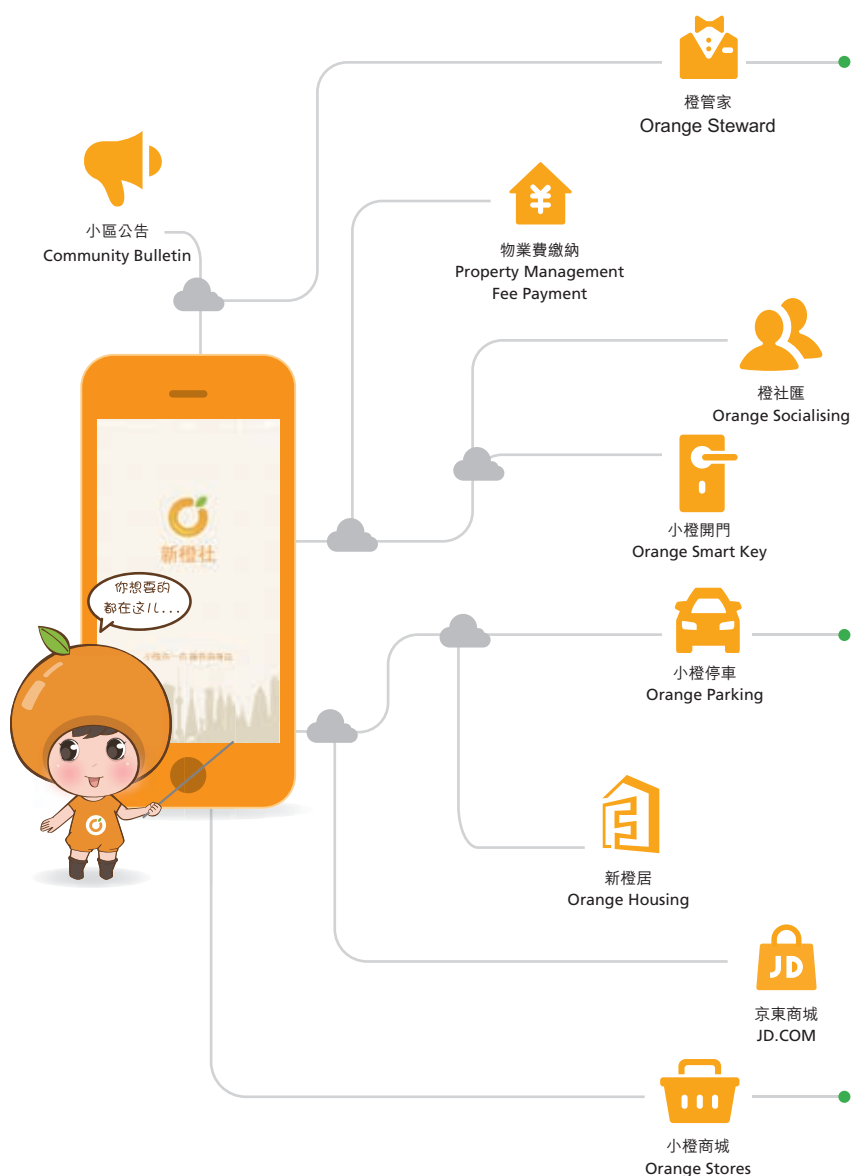 橙管家
Orange Steward
小區公告
Community Bulletin
物業費繳納
Property Management
Fee Payment
橙社匯
Orange Socialising
小橙開門
Orange Smart Key
新橙社
你想要的
都在这儿...
小橙停車
Orange Parking
新橙居
Orange Housing
JD
京東商城
JD.COM
小橙商城
Orange Stores